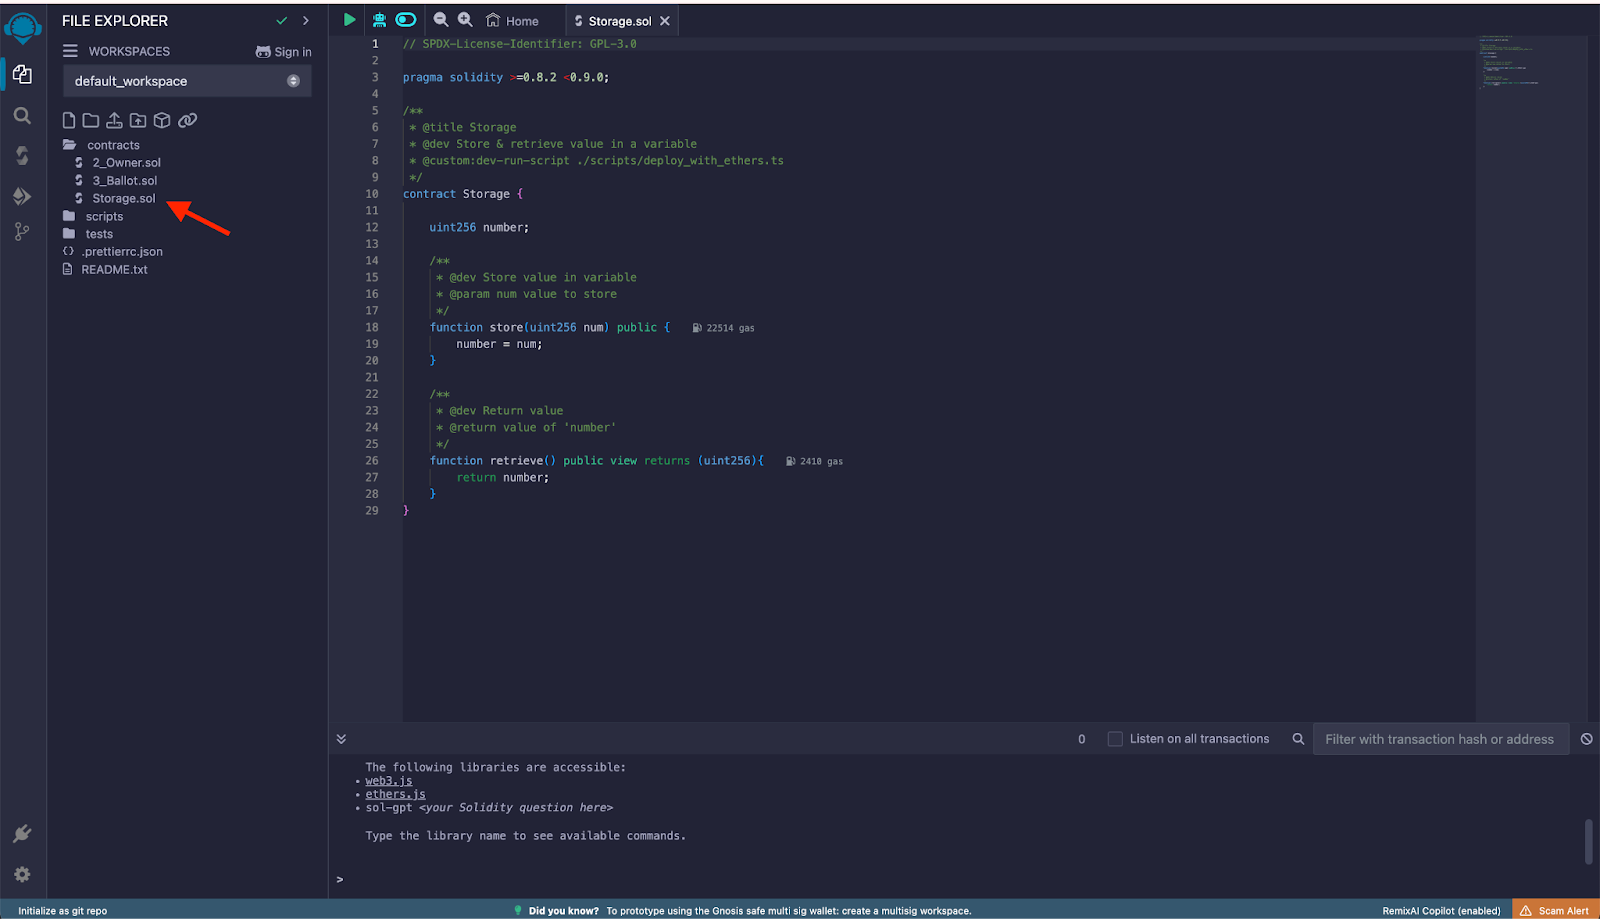 FILE EXPLORER
WORKSPACES
Sign in
default_workspace
contracts
2_Owner.sol
3_Ballot.sol
Storage.sol
scripts
tests
.prettierrc.json
README.txt
Home
Storage.sol
1 // SPDX-License-Identifier: GPL-3.0
2
3 pragma solidity >=0.8.2 <0.9.0;
4
5 /**
6 * @title Storage
7 * @dev Store & retrieve value in a variable
8 * @custom:dev-run-script ./scripts/deploy_with_ethers.ts
9 */
10 contract Storage {
11
12 uint256 number;
13
14 /**
15 * @dev Store value in variable
16 * @param num value to store
17 */
18 function store(uint256 num) public { 22514 gas
19 number = num;
20 }
21
22 /**
23 * @dev Return value
24 * @return value of 'number'
25 */
26 function retrieve() public view returns (uint256){ 2410 gas
27 return number;
28 }
29 }
0 Listen on all transactions Filter with transaction hash or address
The following libraries are accessible:
• web3.js
• ethers.js
• sol-gpt <your Solidity question here>
Type the library name to see available commands.
>
Initialize as git repo Did you know? To prototype using the Gnosis safe multi sig wallet: create a multisig workspace. RemixAI Copilot (enabled) Scam Alert